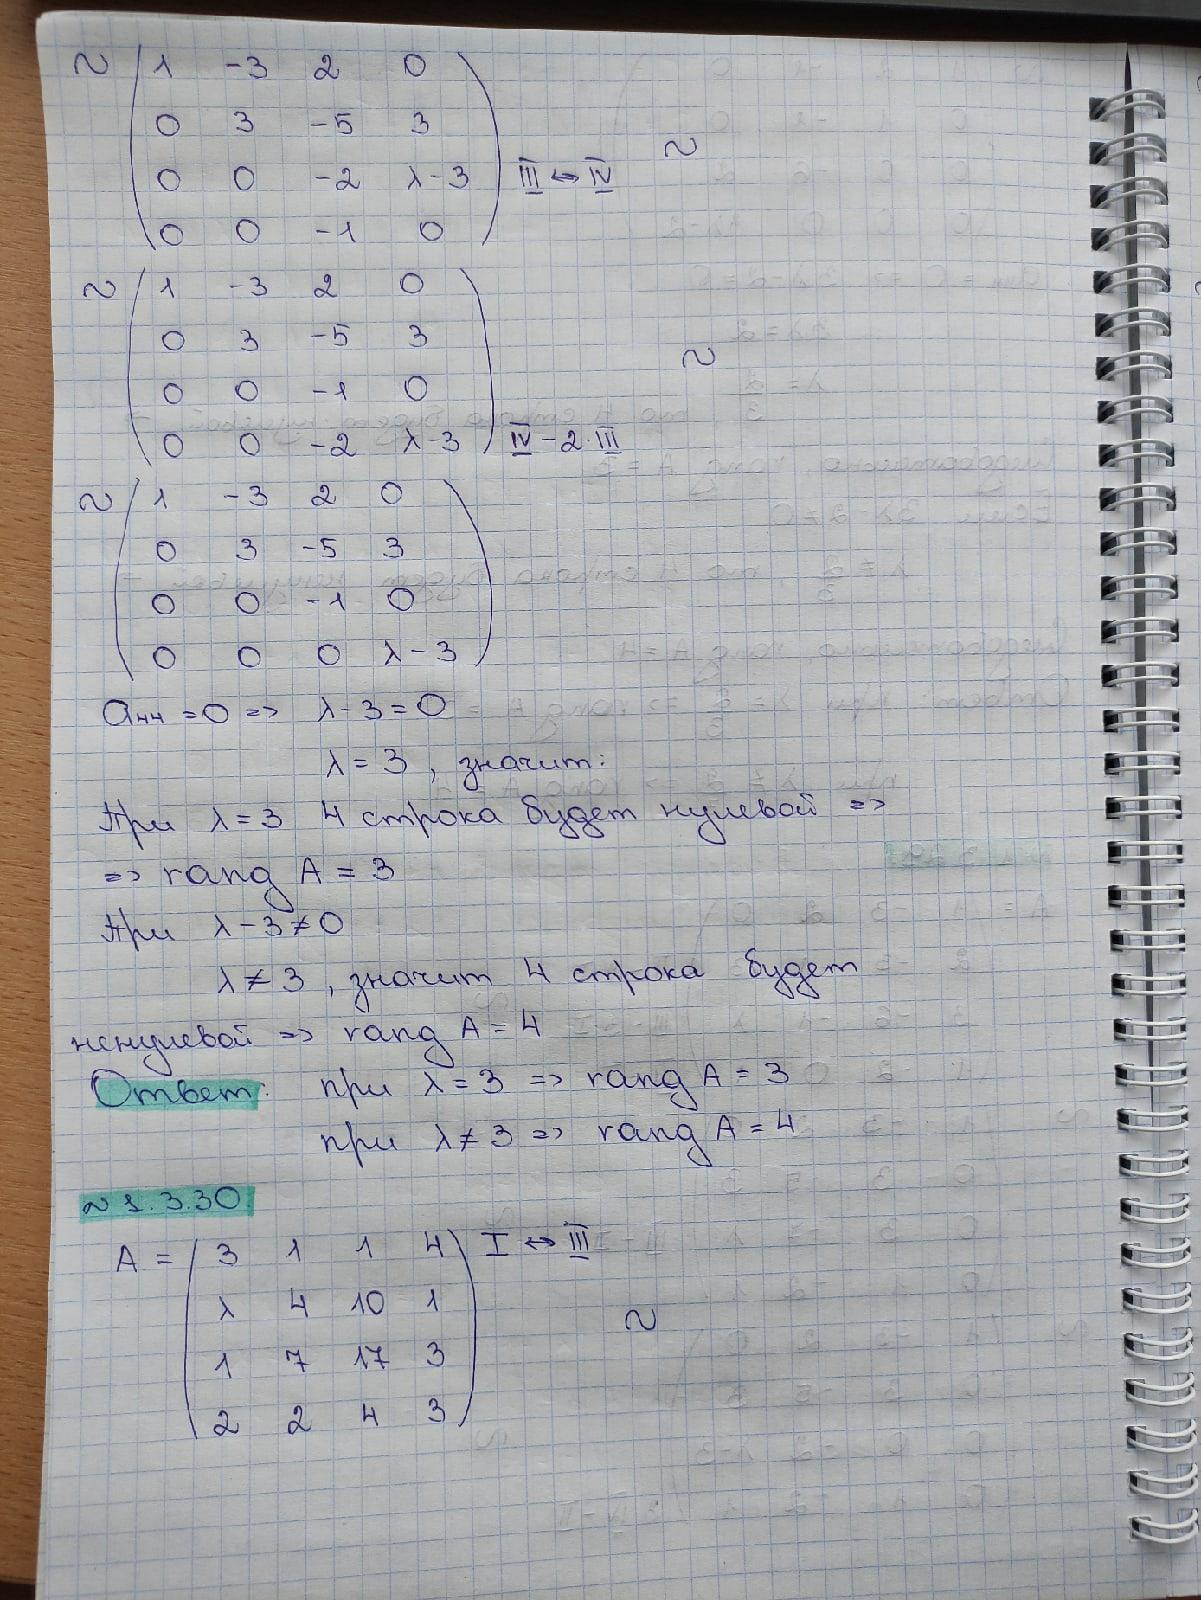 ~ ( 1 -3 2 0
0 3 -5 3
0 0 -2 λ-3 ) III ↔ IV ~
0 0 -1 0
~ ( 1 -3 2 0
0 3 -5 3 ~
0 0 -1 0
0 0 -2 λ-3 ) IV - 2·III
~ ( 1 -3 2 0
0 3 -5 3
0 0 -1 0
0 0 0 λ-3 )
a₄₄ = 0 => λ-3 = 0
λ = 3, значит:
При λ = 3 4 строка будет нулевой =>
=> rang A = 3
При λ-3 ≠ 0
λ ≠ 3, значит 4 строка будет
ненулевой => rang A = 4
Ответ: при λ = 3 => rang A = 3
при λ ≠ 3 => rang A = 4
~ 1.3.30.
A = ( 3 1 1 4 ) I ↔ III
λ 4 10 1 ~
1 7 17 3
2 2 4 3